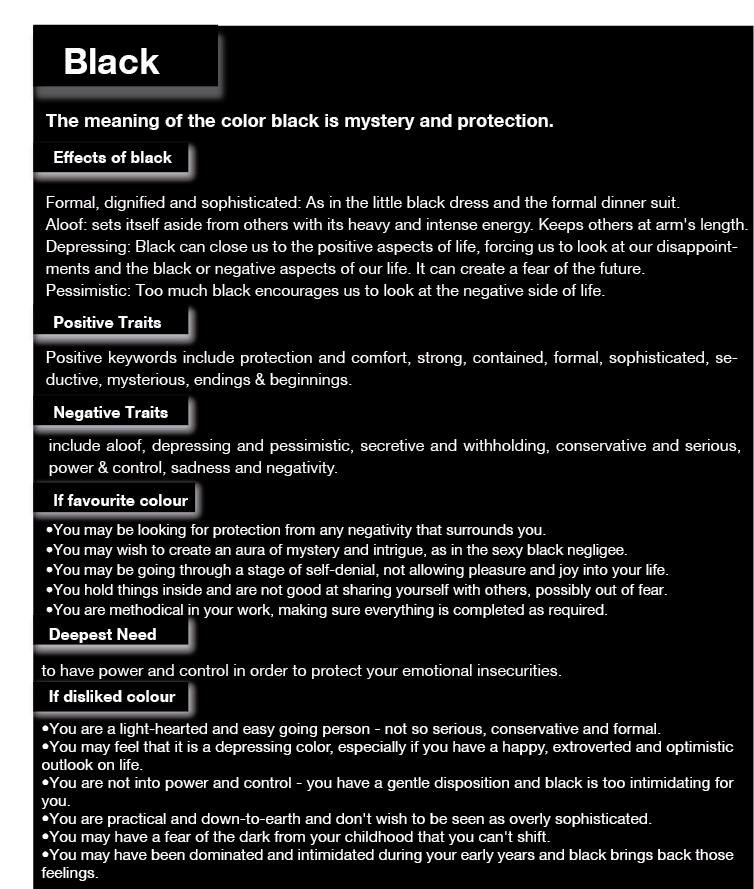 Black
The meaning of the color black is mystery and protection.
Effects of black
Formal, dignified and sophisticated: As in the little black dress and the formal dinner suit.
Aloof: sets itself aside from others with its heavy and intense energy. Keeps others at arm's length.
Depressing: Black can close us to the positive aspects of life, forcing us to look at our disappoint-
ments and the black or negative aspects of our life. It can create a fear of the future.
Pessimistic: Too much black encourages us to look at the negative side of life.
Positive Traits
Positive keywords include protection and comfort, strong, contained, formal, sophisticated, se-
ductive, mysterious, endings & beginnings.
Negative Traits
include aloof, depressing and pessimistic, secretive and withholding, conservative and serious,
power & control, sadness and negativity.
If favourite colour
•You may be looking for protection from any negativity that surrounds you.
•You may wish to create an aura of mystery and intrigue, as in the sexy black negligee.
•You may be going through a stage of self-denial, not allowing pleasure and joy into your life.
•You hold things inside and are not good at sharing yourself with others, possibly out of fear.
•You are methodical in your work, making sure everything is completed as required.
Deepest Need
to have power and control in order to protect your emotional insecurities.
If disliked colour
•You are a light-hearted and easy going person - not so serious, conservative and formal.
•You may feel that it is a depressing color, especially if you have a happy, extroverted and optimistic
outlook on life.
•You are not into power and control - you have a gentle disposition and black is too intimidating for
you.
•You are practical and down-to-earth and don't wish to be seen as overly sophisticated.
•You may have a fear of the dark from your childhood that you can't shift.
•You may have been dominated and intimidated during your early years and black brings back those
feelings.